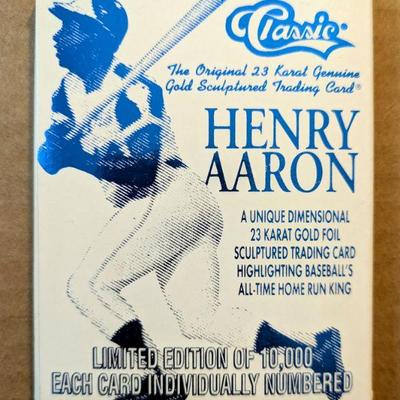 Classic
The Original 23 Karat Genuine
Gold Sculptured Trading Card®
HENRY
AARON
A UNIQUE DIMENSIONAL
23 KARAT GOLD FOIL
SCULPTURED TRADING CARD
HIGHLIGHTING BASEBALL'S
ALL-TIME HOME RUN KING
LIMITED EDITION OF 10,000
EACH CARD INDIVIDUALLY NUMBERED